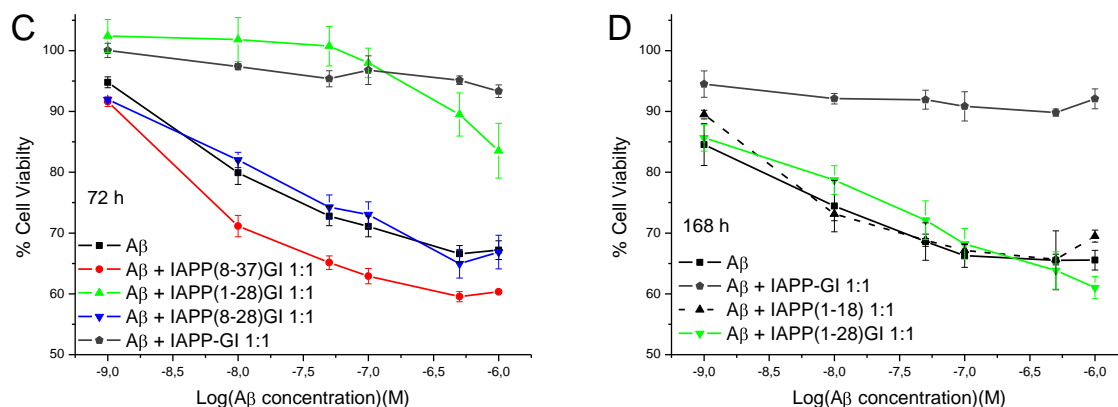 C
% Cell Viability
100
90
80
70
60
50
72 h
Aβ
Aβ + IAPP(8-37)GI 1:1
Aβ + IAPP(1-28)GI 1:1
Aβ + IAPP(8-28)GI 1:1
Aβ + IAPP-GI 1:1
-9,0 -8,5 -8,0 -7,5 -7,0 -6,5 -6,0
Log(Aβ concentration)(M)
D
% Cell Viabilty
100
90
80
70
60
50
168 h
Aβ
Aβ + IAPP-GI 1:1
Aβ + IAPP(1-18) 1:1
Aβ + IAPP(1-28)GI 1:1
-9,0 -8,5 -8,0 -7,5 -7,0 -6,5 -6,0
Log(Aβ concentration)(M)